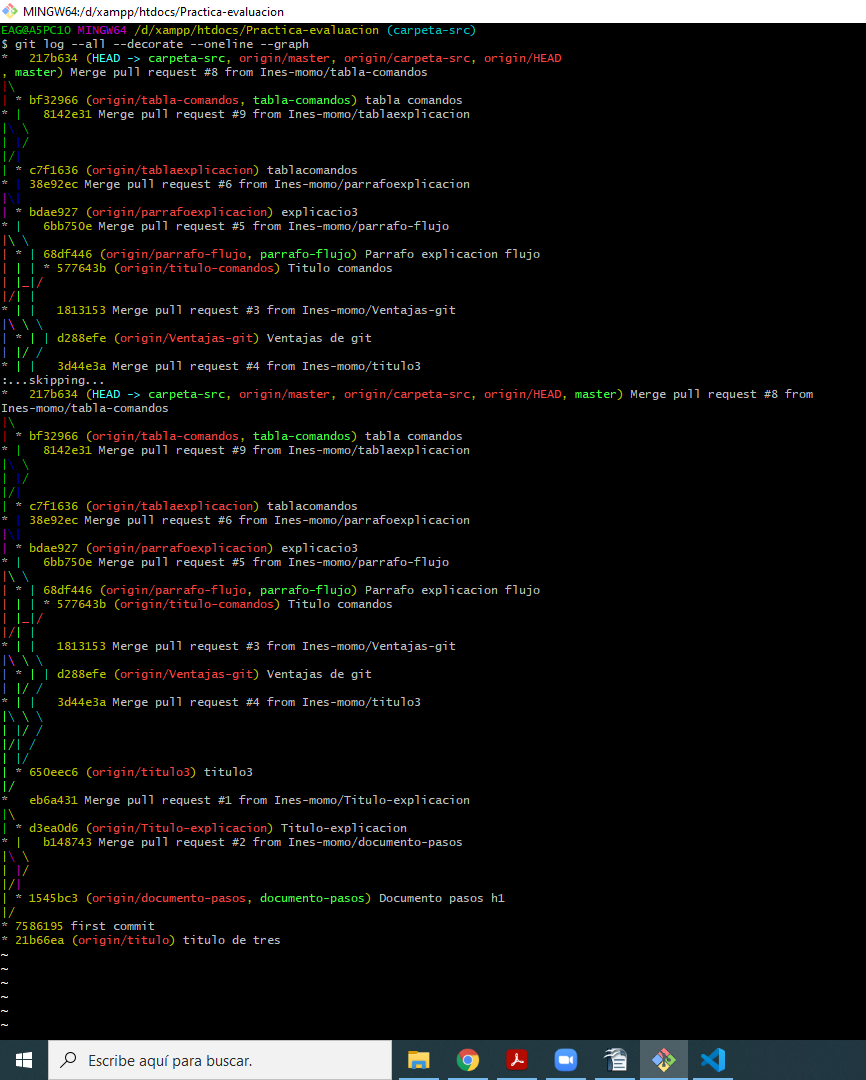 MINGW64:/d/xampp/htdocs/Practica-evaluacion
EAG@A5PC10 MINGW64 /d/xampp/htdocs/Practica-evaluacion (carpeta-src)
$ git log --all --decorate --oneline --graph
*   217b634 (HEAD -> carpeta-src, origin/master, origin/carpeta-src, origin/HEAD
, master) Merge pull request #8 from Ines-momo/tabla-comandos
|\
| * bf32966 (origin/tabla-comandos, tabla-comandos) tabla comandos
* |   8142e31 Merge pull request #9 from Ines-momo/tablaexplicacion
|\ \
| |/
|/|
| * c7f1636 (origin/tablaexplicacion) tablacomandos
* | 38e92ec Merge pull request #6 from Ines-momo/parrafoexplicacion
|\|
| * bdae927 (origin/parrafoexplicacion) explicacio3
* |   6bb750e Merge pull request #5 from Ines-momo/parrafo-flujo
|\ \
| * | 68df446 (origin/parrafo-flujo, parrafo-flujo) Parrafo explicacion flujo
| | | * 577643b (origin/titulo-comandos) Titulo comandos
| |_|/
|/| |
* | |   1813153 Merge pull request #3 from Ines-momo/Ventajas-git
|\ \ \
| * | | d288efe (origin/Ventajas-git) Ventajas de git
| |/ /
* | |   3d44e3a Merge pull request #4 from Ines-momo/titulo3
:...skipping...
*   217b634 (HEAD -> carpeta-src, origin/master, origin/carpeta-src, origin/HEAD, master) Merge pull request #8 from
Ines-momo/tabla-comandos
|\
| * bf32966 (origin/tabla-comandos, tabla-comandos) tabla comandos
* |   8142e31 Merge pull request #9 from Ines-momo/tablaexplicacion
|\ \
| |/
|/|
| * c7f1636 (origin/tablaexplicacion) tablacomandos
* | 38e92ec Merge pull request #6 from Ines-momo/parrafoexplicacion
|\|
| * bdae927 (origin/parrafoexplicacion) explicacio3
* |   6bb750e Merge pull request #5 from Ines-momo/parrafo-flujo
|\ \
| * | 68df446 (origin/parrafo-flujo, parrafo-flujo) Parrafo explicacion flujo
| | | * 577643b (origin/titulo-comandos) Titulo comandos
| |_|/
|/| |
* | |   1813153 Merge pull request #3 from Ines-momo/Ventajas-git
|\ \ \
| * | | d288efe (origin/Ventajas-git) Ventajas de git
| |/ /
* | |   3d44e3a Merge pull request #4 from Ines-momo/titulo3
|\ \ \
| |/ /
|/| /
| |/
| * 650eec6 (origin/titulo3) titulo3
|/
*   eb6a431 Merge pull request #1 from Ines-momo/Titulo-explicacion
|\
| * d3ea0d6 (origin/Titulo-explicacion) Titulo-explicacion
* |   b148743 Merge pull request #2 from Ines-momo/documento-pasos
|\ \
| |/
|/|
| * 1545bc3 (origin/documento-pasos, documento-pasos) Documento pasos h1
|/
* 7586195 first commit
* 21b66ea (origin/titulo) titulo de tres
~
~
~
~
~
~
Escribe aquí para buscar.